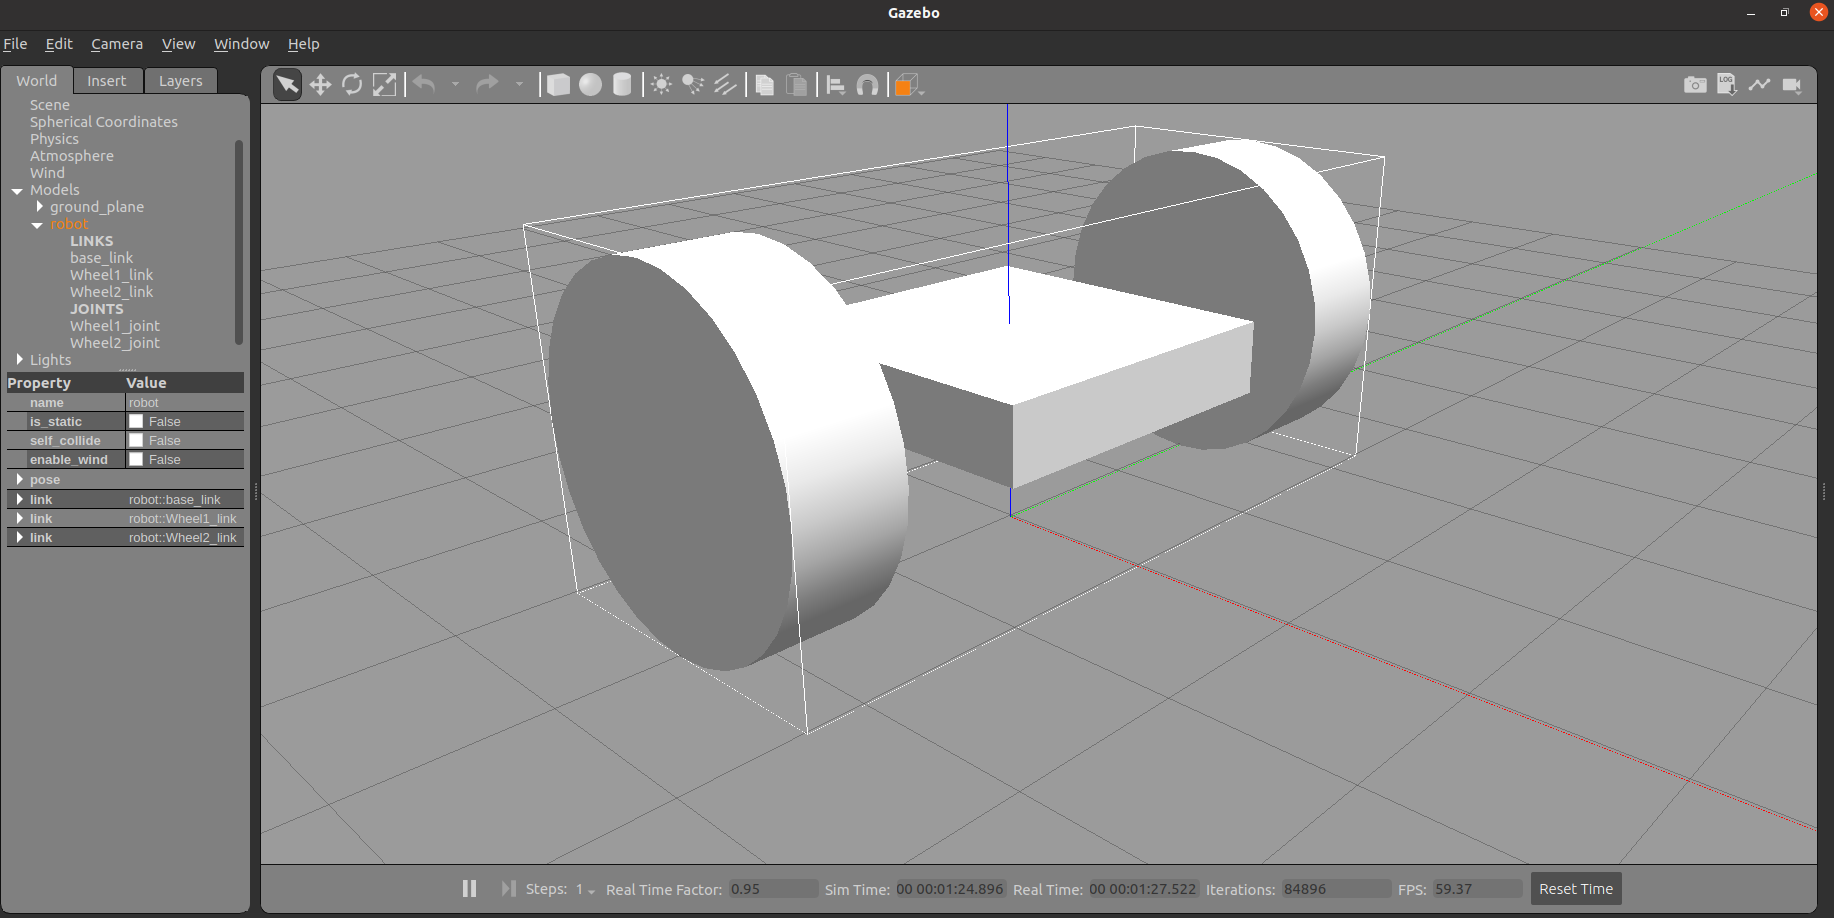 Gazebo
File Edit Camera View Window Help
World Insert Layers
LOG
Scene
Spherical Coordinates
Physics
Atmosphere
Wind
Models
ground_plane
robot
LINKS
base_link
Wheel1_link
Wheel2_link
JOINTS
Wheel1_joint
Wheel2_joint
Lights
Property Value
name robot
is_static False
self_collide False
enable_wind False
pose
link robot::base_link
link robot::Wheel1_link
link robot::Wheel2_link
Steps: 1 Real Time Factor: 0.95 Sim Time: 00 00:01:24.896 Real Time: 00 00:01:27.522 Iterations: 84896 FPS: 59.37 Reset Time